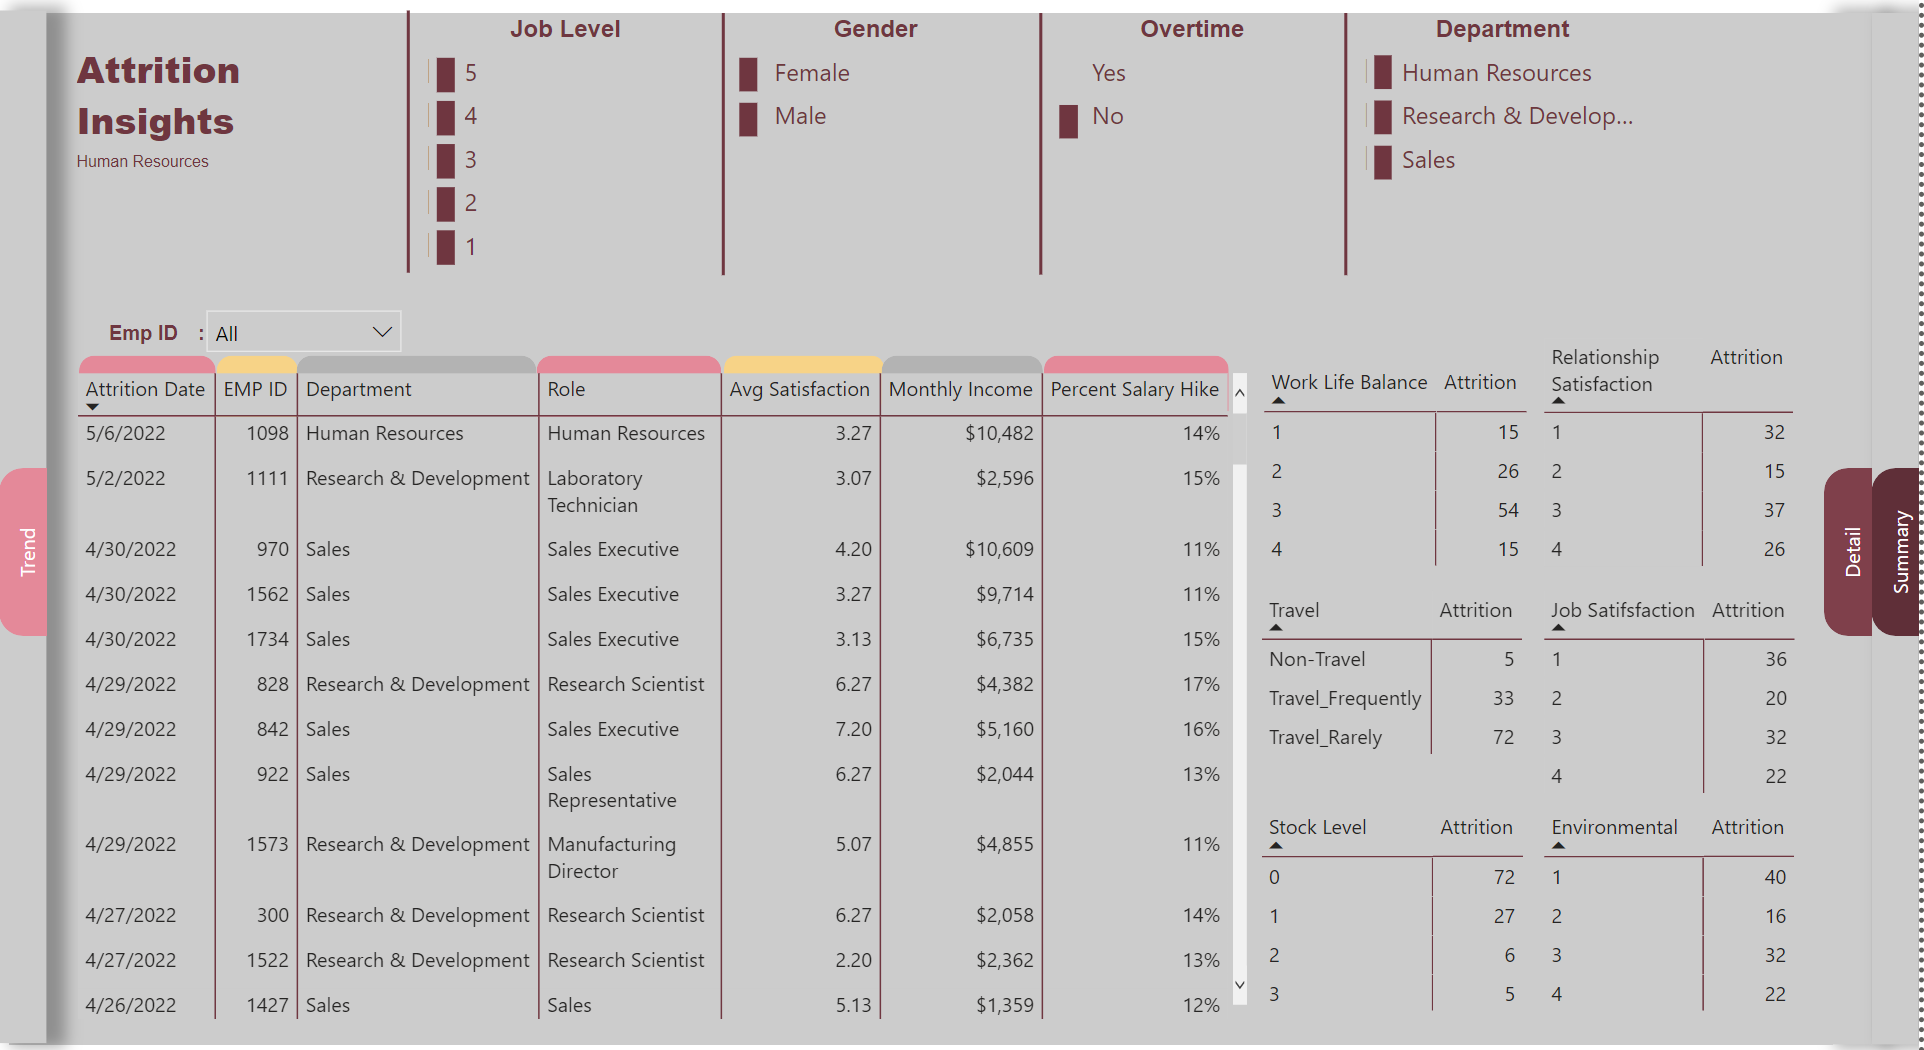 Attrition
Insights
Human Resources
Job Level
5
4
3
2
1
Gender
Female
Male
Overtime
Yes
No
Department
Human Resources
Research & Develop...
Sales
Emp ID : All
Attrition Date EMP ID Department Role Avg Satisfaction Monthly Income Percent Salary Hike
5/6/2022 1098 Human Resources Human Resources 3.27 $10,482 14%
5/2/2022 1111 Research & Development Laboratory 3.07 $2,596 15%
Technician
4/30/2022 970 Sales Sales Executive 4.20 $10,609 11%
4/30/2022 1562 Sales Sales Executive 3.27 $9,714 11%
4/30/2022 1734 Sales Sales Executive 3.13 $6,735 15%
4/29/2022 828 Research & Development Research Scientist 6.27 $4,382 17%
4/29/2022 842 Sales Sales Executive 7.20 $5,160 16%
4/29/2022 922 Sales Sales 6.27 $2,044 13%
Representative
4/29/2022 1573 Research & Development Manufacturing 5.07 $4,855 11%
Director
4/27/2022 300 Research & Development Research Scientist 6.27 $2,058 14%
4/27/2022 1522 Research & Development Research Scientist 2.20 $2,362 13%
4/26/2022 1427 Sales Sales 5.13 $1,359 12%
Work Life Balance Attrition
1 15
2 26
3 54
4 15
Relationship Attrition
Satisfaction
1 32
2 15
3 37
4 26
Travel Attrition
Non-Travel 5
Travel_Frequently 33
Travel_Rarely 72
Job Satifsfaction Attrition
1 36
2 20
3 32
4 22
Stock Level Attrition
0 72
1 27
2 6
3 5
Environmental Attrition
1 40
2 16
3 32
4 22
Trend
Detail
Summary